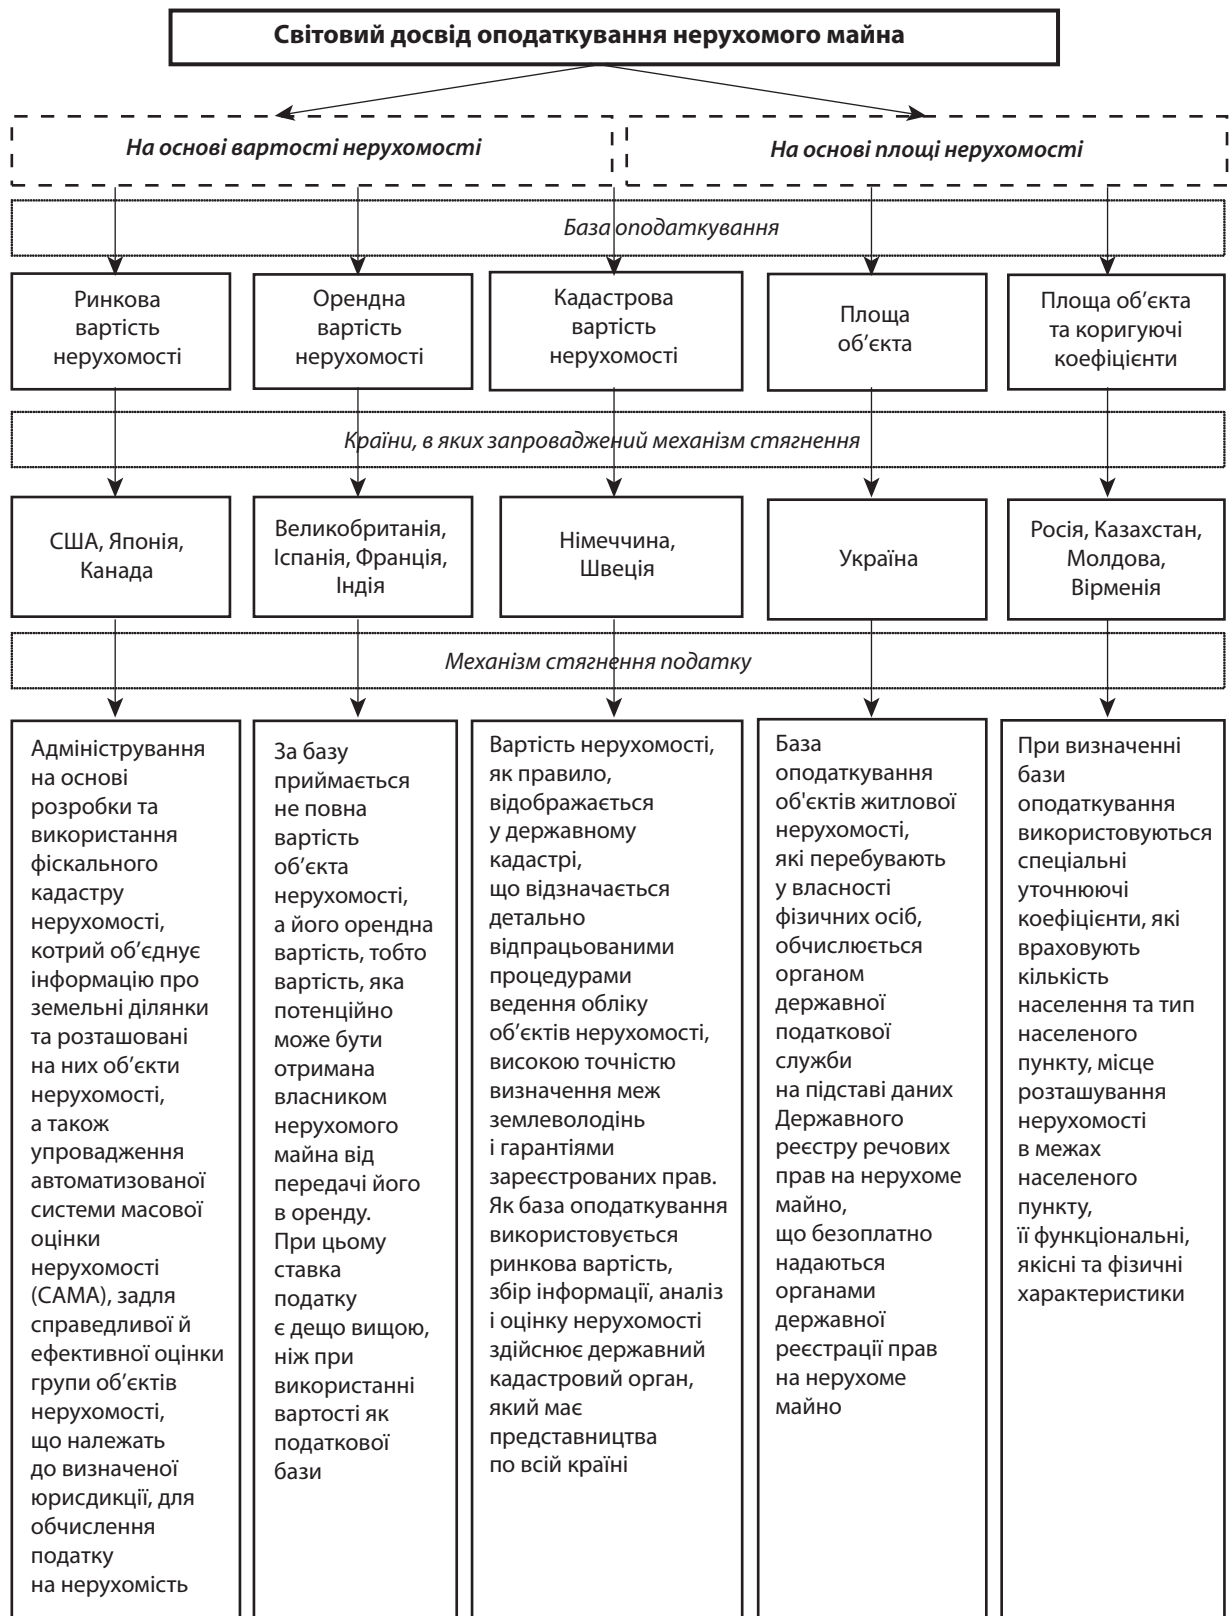 Світовий досвід оподаткування нерухомого майна
На основі вартості нерухомості
На основі площі нерухомості
База оподаткування
Ринкова
вартість
нерухомості
Орендна
вартість
нерухомості
Кадастрова
вартість
нерухомості
Площа
об’єкта
Площа об’єкта
та коригуючі
коефіцієнти
Країни, в яких запроваджений механізм стягнення
США, Японія,
Канада
Великобританія,
Іспанія, Франція,
Індія
Німеччина,
Швеція
Україна
Росія, Казахстан,
Молдова,
Вірменія
Механізм стягнення податку
Адміністрування
на основі
розробки та
використання
фіскального
кадастру
нерухомості,
котрий об’єднує
інформацію про
земельні ділянки
та розташовані
на них об’єкти
нерухомості,
а також
упровадження
автоматизованої
системи масової
оцінки
нерухомості
(САМА), задля
справедливої й
ефективної оцінки
групи об’єктів
нерухомості,
що належать
до визначеної
юрисдикції, для
обчислення
податку
на нерухомість
За базу
приймається
не повна
вартість
об’єкта
нерухомості,
а його орендна
вартість, тобто
вартість, яка
потенційно
може бути
отримана
власником
нерухомого
майна від
передачі його
в оренду.
При цьому
ставка
податку
є дещо вищою,
ніж при
використанні
вартості як
податкової
бази
Вартість нерухомості,
як правило,
відображається
у державному
кадастрі,
що відзначається
детально
відпрацьованими
процедурами
ведення обліку
об’єктів нерухомості,
високою точністю
визначення меж
землеволодінь
і гарантіями
зареєстрованих прав.
Як база оподаткування
використовується
ринкова вартість,
збір інформації, аналіз
і оцінку нерухомості
здійснює державний
кадастровий орган,
який має
представництва
по всій країні
База
оподаткування
об'єктів житлової
нерухомості,
які перебувають
у власності
фізичних осіб,
обчислюється
органом
державної
податкової
служби
на підставі даних
Державного
реєстру речових
прав на нерухоме
майно,
що безоплатно
надаються
органами
державної
реєстрації прав
на нерухоме
майно
При визначенні
бази
оподаткування
використовуються
спеціальні
уточнюючі
коефіцієнти, які
враховують
кількість
населення та тип
населеного
пункту, місце
розташування
нерухомості
в межах
населеного
пункту,
її функціональні,
якісні та фізичні
характеристики